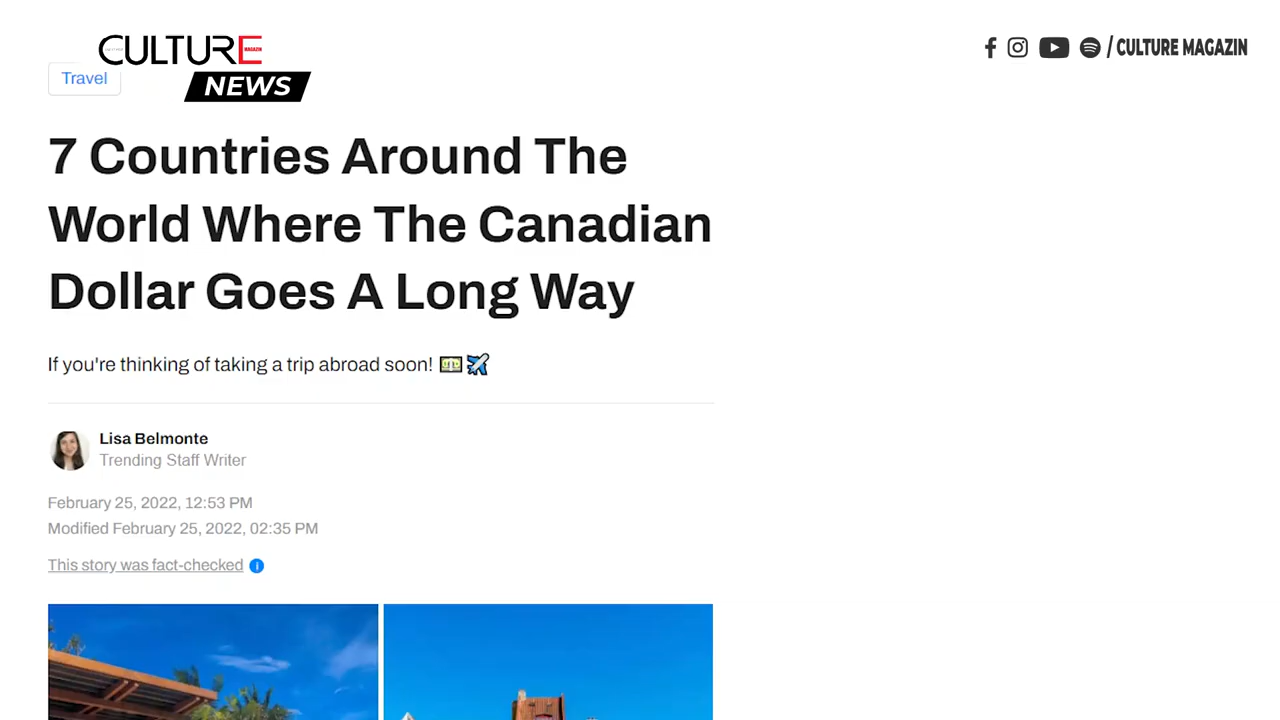 CULTURE MAGAZIN
NEWS
/ CULTURE MAGAZIN
Travel
7 Countries Around The
World Where The Canadian
Dollar Goes A Long Way
If you're thinking of taking a trip abroad soon! 💵✈️
Lisa Belmonte
Trending Staff Writer
February 25, 2022, 12:53 PM
Modified February 25, 2022, 02:35 PM
This story was fact-checked